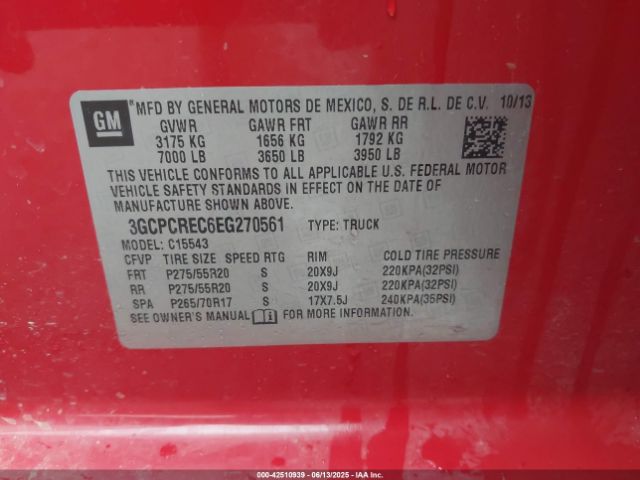 GM
*MFD BY GENERAL MOTORS DE MEXICO, S. DE R.L. DE C.V. 10/13
GVWR GAWR FRT GAWR RR
3175 KG 1656 KG 1792 KG
7000 LB 3650 LB 3950 LB
THIS VEHICLE CONFORMS TO ALL APPLICABLE U.S. FEDERAL MOTOR
VEHICLE SAFETY STANDARDS IN EFFECT ON THE DATE OF
MANUFACTURE SHOWN ABOVE.
3GCPCREC6EG270561 TYPE: TRUCK
MODEL: C15543
CFVP TIRE SIZE SPEED RTG RIM COLD TIRE PRESSURE
FRT P275/55R20 S 20X9J 220KPA(32PSI)
RR P275/55R20 S 20X9J 220KPA(32PSI)
SPA P265/70R17 S 17X7.5J 240KPA(35PSI)
SEE OWNER'S MANUAL FOR MORE INFORMATION.
000-42510939 - 06/13/2025 - IAAI.COM